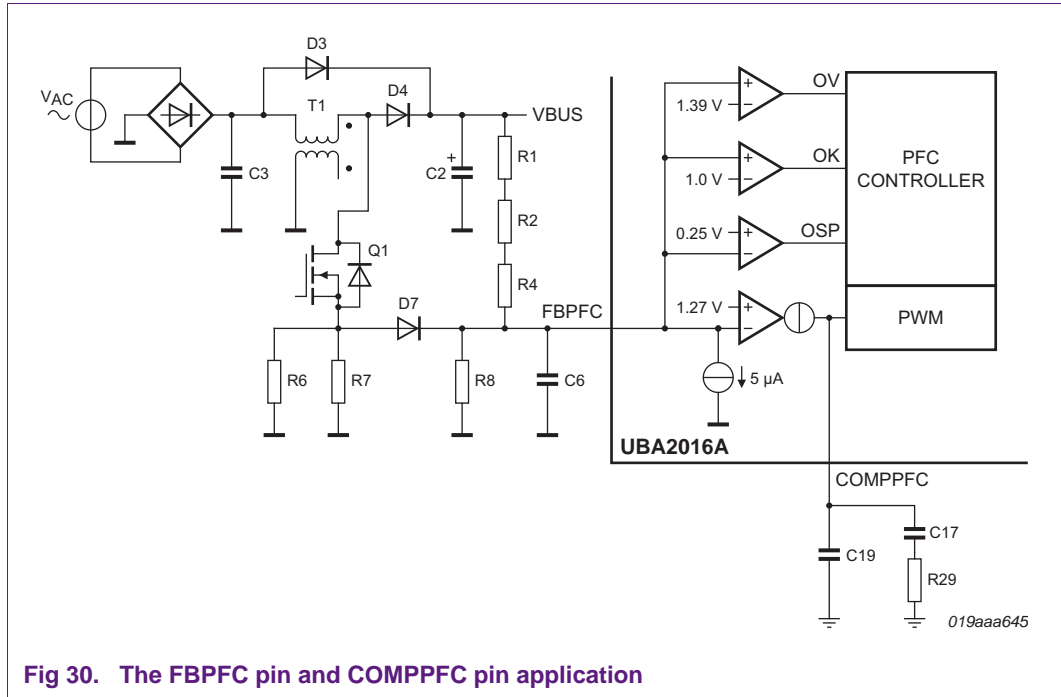 D3
VAC
T1
D4
VBUS
C3
C2
+
R1
R2
R4
Q1
D7
FBPFC
R6
R7
R8
C6
+
1.39 V
−
OV
+
1.0 V
−
OK
0.25 V
+
−
OSP
1.27 V
+
−
PFC
CONTROLLER
PWM
5 µA
UBA2016A
COMPPFC
C19
C17
R29
019aaa645
Fig 30. The FBPFC pin and COMPPFC pin application